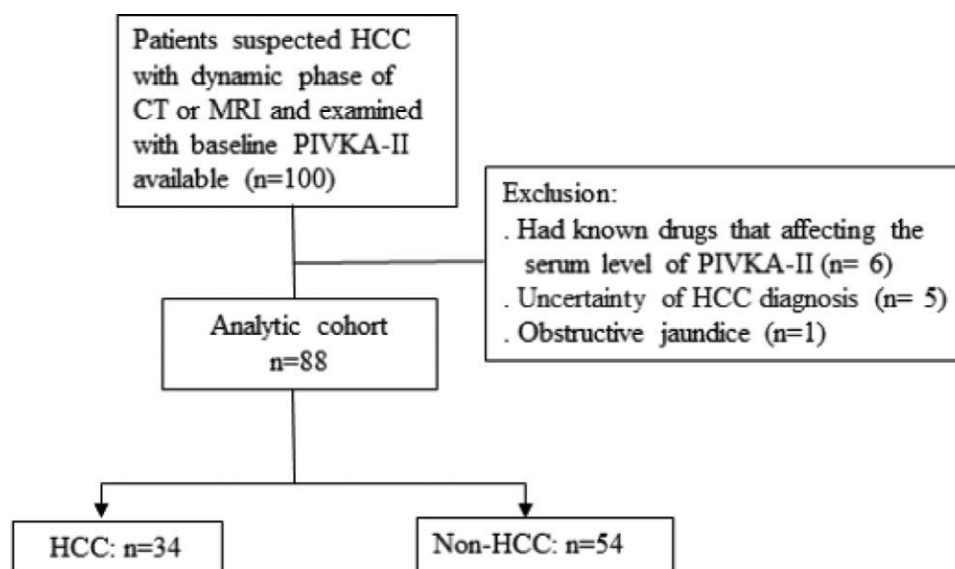 Patients suspected HCC
with dynamic phase of
CT or MRI and examined
with baseline PIVKA-II
available (n=100)
Exclusion:
. Had known drugs that affecting the
serum level of PIVKA-II (n= 6)
. Uncertainty of HCC diagnosis (n= 5)
. Obstructive jaundice (n=1)
Analytic cohort
n=88
HCC: n=34
Non-HCC: n=54